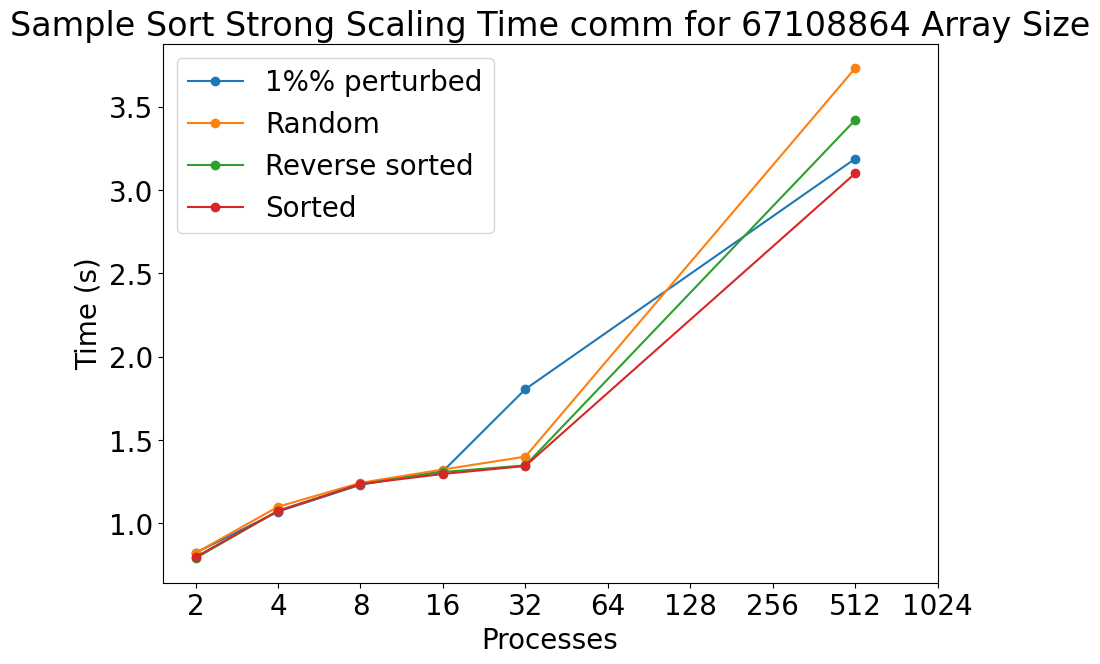 Sample Sort Strong Scaling Time comm for 67108864 Array Size
1%% perturbed
Random
Reverse sorted
Sorted
Time (s)
3.5
3.0
2.5
2.0
1.5
1.0
2 4 8 16 32 64 128 256 512 1024
Processes